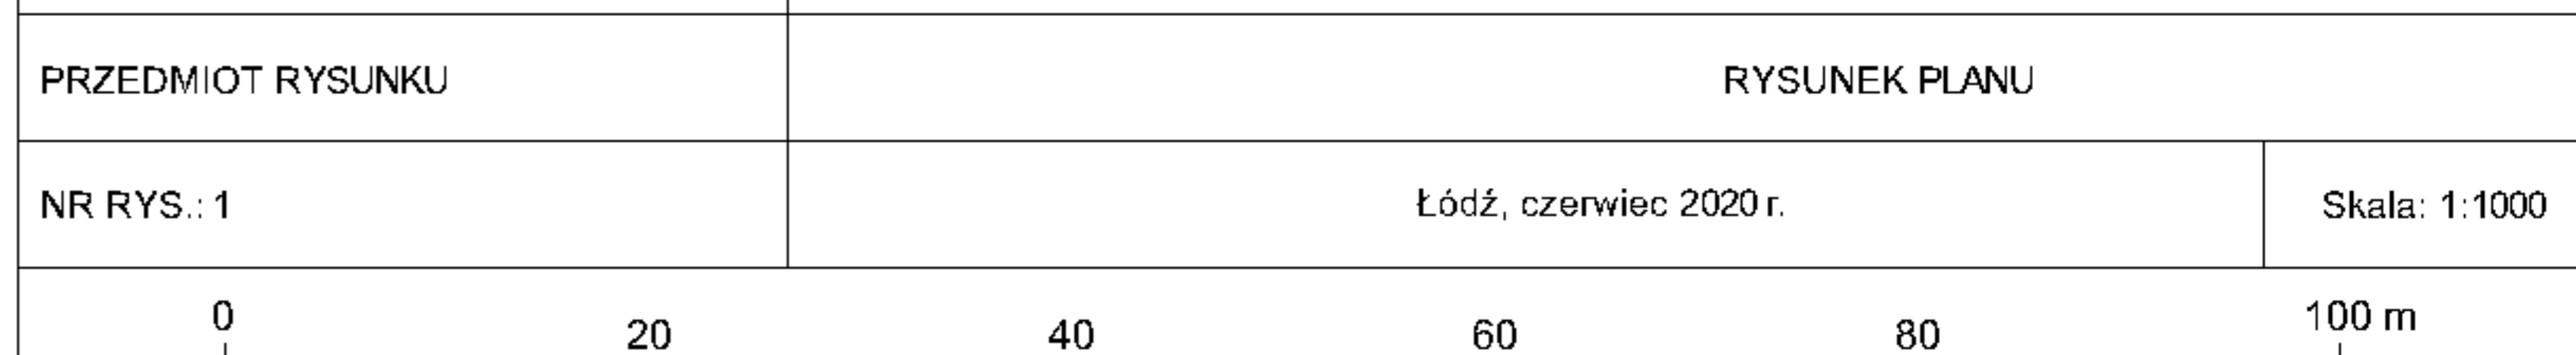 PRZEDMIOT RYSUNKU RYSUNEK PLANU
NR RYS.: 1 Łódź, czerwiec 2020 r. Skala: 1:1000
0 20 40 60 80 100 m